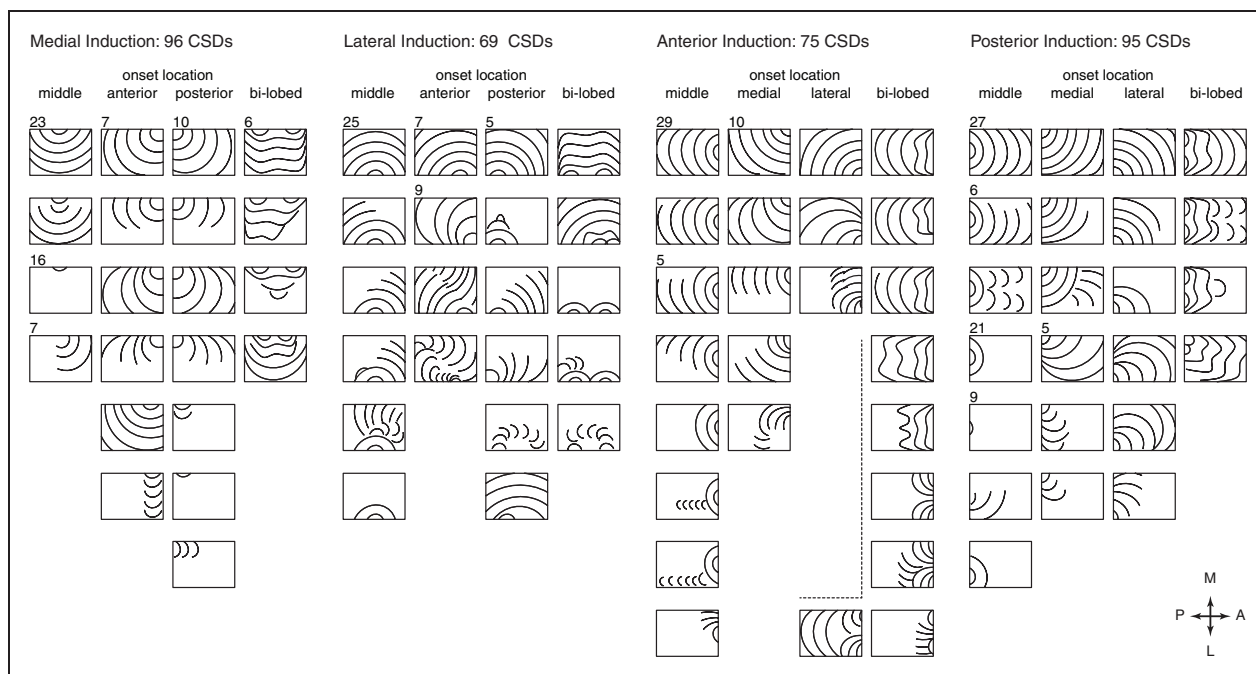 Medial Induction: 96 CSDs
Lateral Induction: 69 CSDs
Anterior Induction: 75 CSDs
Posterior Induction: 95 CSDs
onset location
onset location
onset location
onset location
middle anterior posterior bi-lobed
middle anterior posterior bi-lobed
middle medial lateral bi-lobed
middle medial lateral bi-lobed
23 7 10 6
25 7 5
29 10
27
9
6
16
5
7
21 5
9
M
P A
L